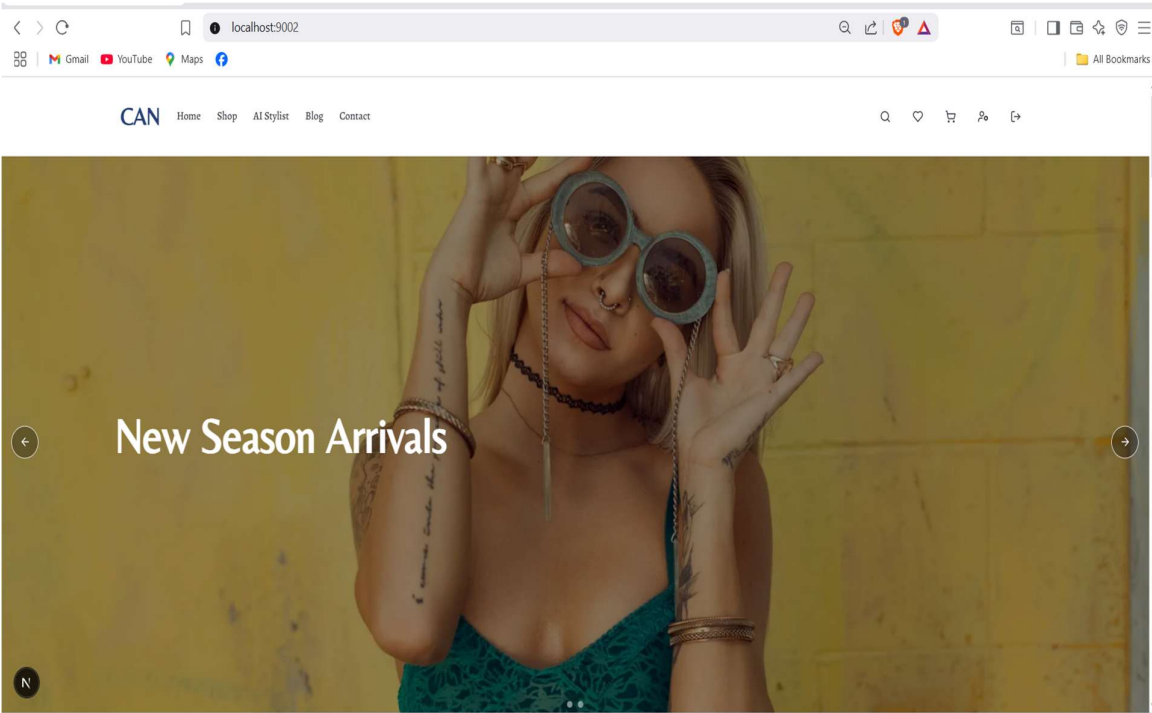 localhost:9002
Gmail YouTube Maps
All Bookmarks
CAN Home Shop AI Stylist Blog Contact
New Season Arrivals
N